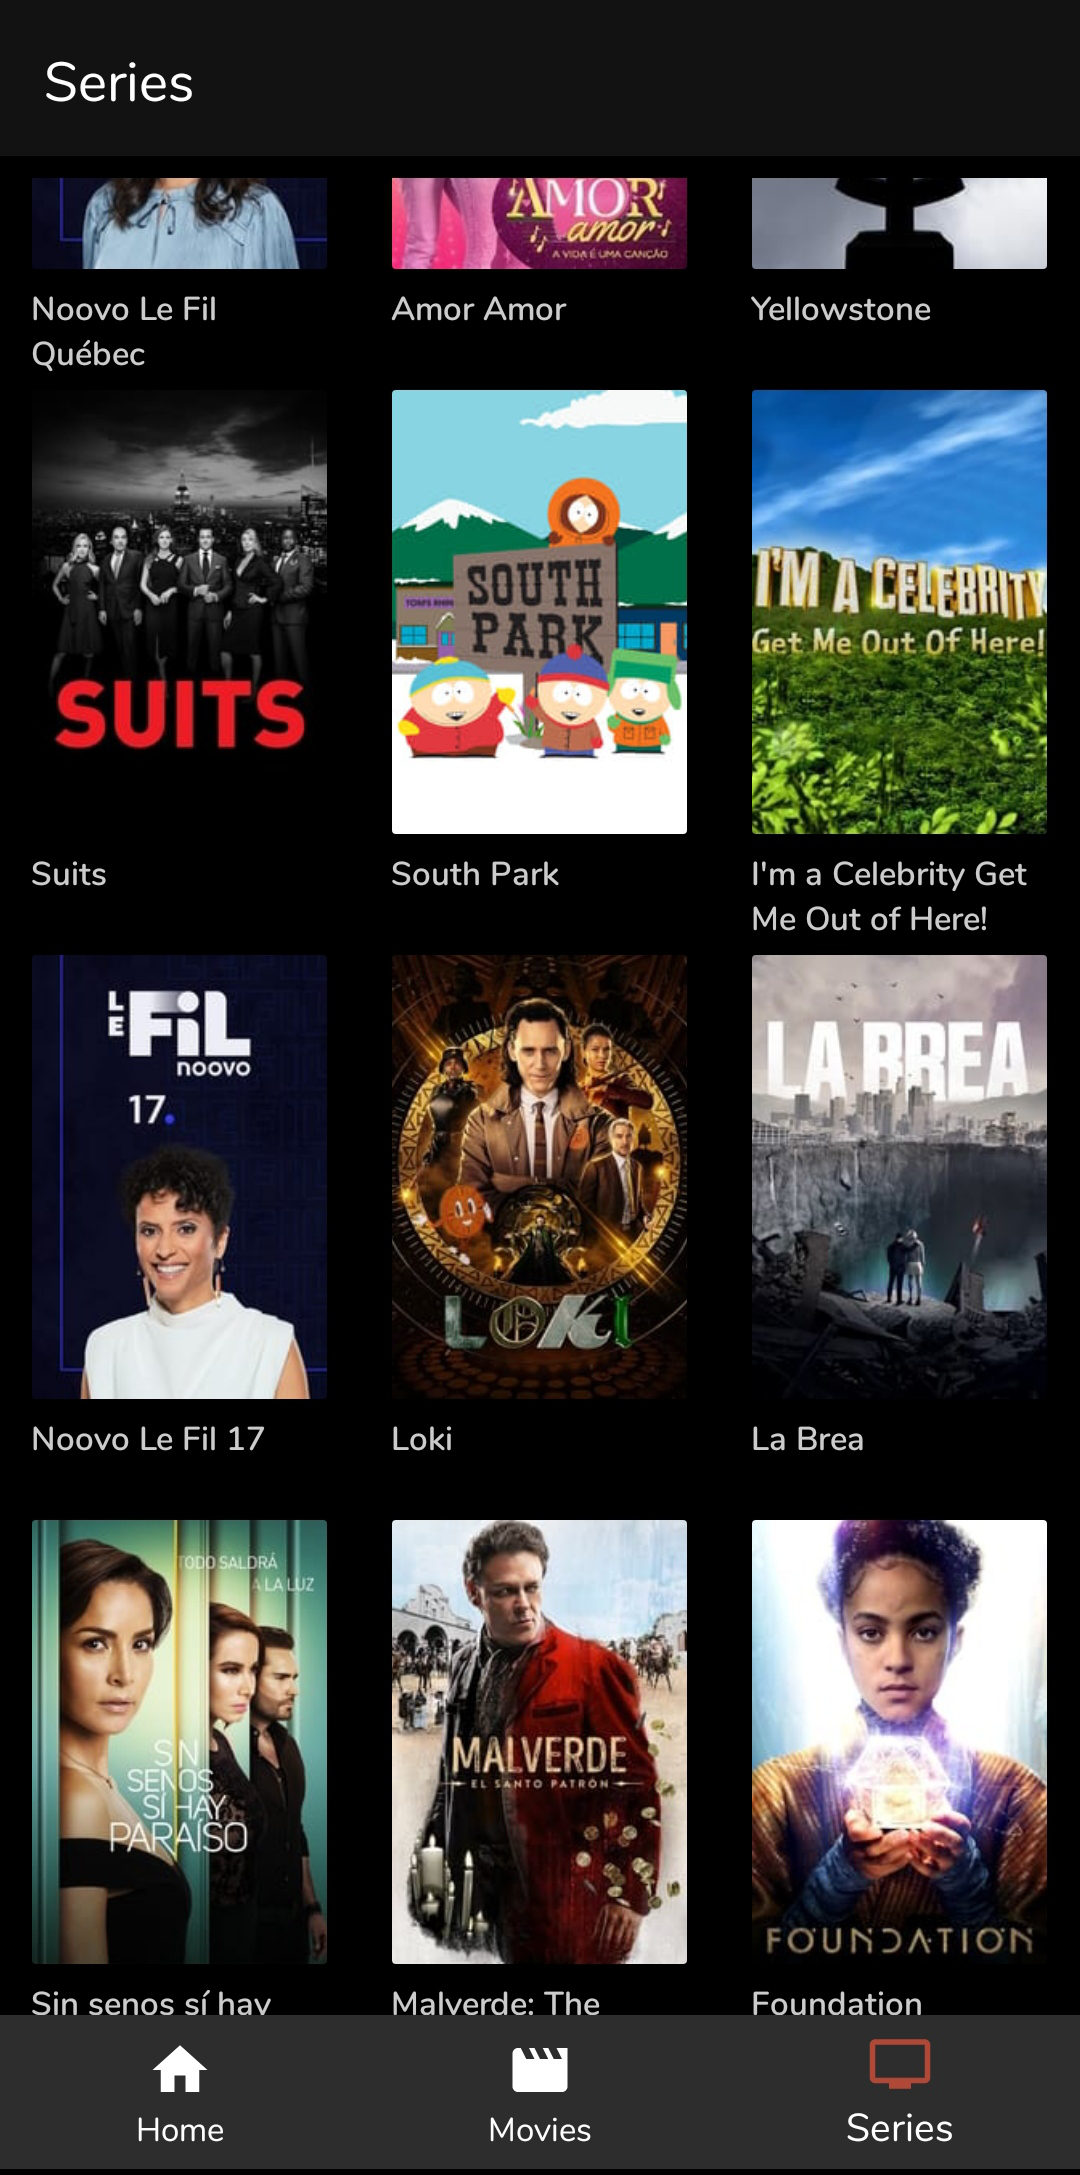 Series
AMOR
amor
A VIDA É UMA CANÇÃO
Noovo Le Fil
Québec
Amor Amor
Yellowstone
SUITS
SOUTH
PARK
I'M A CELEBRITY
Get Me Out Of Here!
Suits
South Park
I'm a Celebrity Get
Me Out of Here!
LE FiL
noovo
17.
LOKI
LA BREA
Noovo Le Fil 17
Loki
La Brea
TODO SALDRÁ
A LA LUZ
SIN
SENOS
SÍ HAY
PARAÍSO
MALVERDE
EL SANTO PATRÓN
FOUNDATION
Sin senos sí hay
Malverde: The
Foundation
Home
Movies
Series